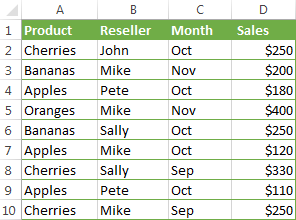 A B C D
1 Product Reseller Month Sales
2 Cherries John Oct $250
3 Bananas Mike Nov $200
4 Apples Pete Oct $180
5 Oranges Mike Nov $400
6 Bananas Sally Oct $250
7 Apples Mike Oct $120
8 Cherries Sally Sep $330
9 Apples Pete Oct $110
10 Cherries Mike Sep $250